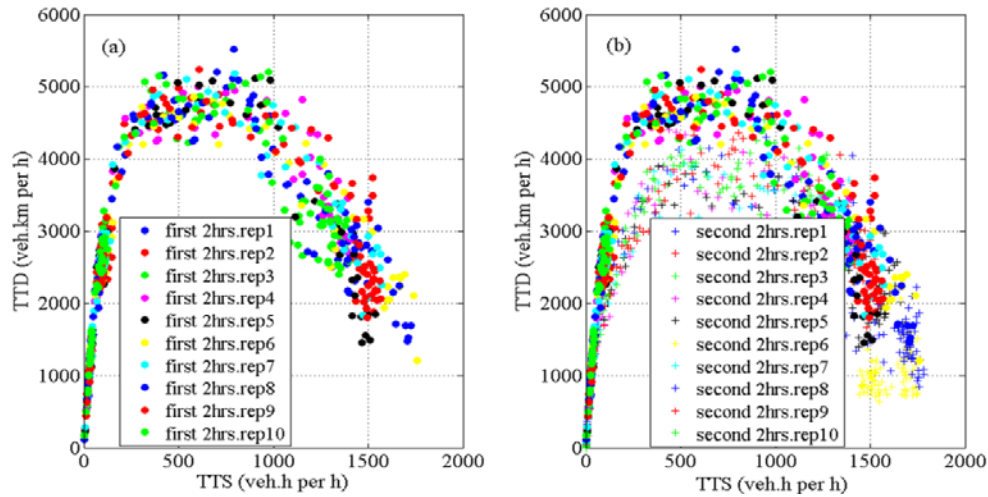 (a)
TTD (veh.km per h)
6000
5000
4000
3000
2000
1000
0
first 2hrs.rep1
first 2hrs.rep2
first 2hrs.rep3
first 2hrs.rep4
first 2hrs.rep5
first 2hrs.rep6
first 2hrs.rep7
first 2hrs.rep8
first 2hrs.rep9
first 2hrs.rep10
0 500 1000 1500 2000
TTS (veh.h per h)
(b)
TTD (veh.km per h)
6000
5000
4000
3000
2000
1000
0
second 2hrs.rep1
second 2hrs.rep2
second 2hrs.rep3
second 2hrs.rep4
second 2hrs.rep5
second 2hrs.rep6
second 2hrs.rep7
second 2hrs.rep8
second 2hrs.rep9
second 2hrs.rep10
0 500 1000 1500 2000
TTS (veh.h per h)